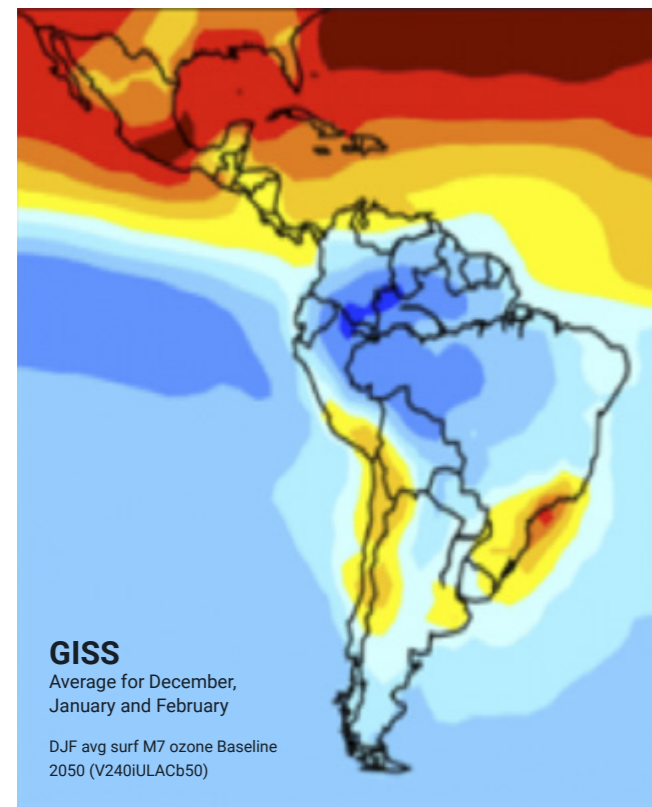 GISS
Average for December,
January and February
DJF avg surf M7 ozone Baseline
2050 (V240iULACb50)